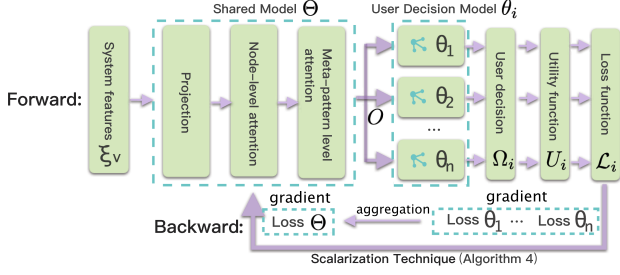 Shared Model Θ
User Decision Model θi
Forward:
System features
ξv
Projection
Node-level attention
Meta-pattern level attention
O
θ1
θ2
...
θn
User decision
Ωi
Utility function
Ui
Loss function
ℒi
Backward:
gradient
Loss Θ
aggregation
gradient
Loss θ1 ... Loss θn
Scalarization Technique (Algorithm 4)